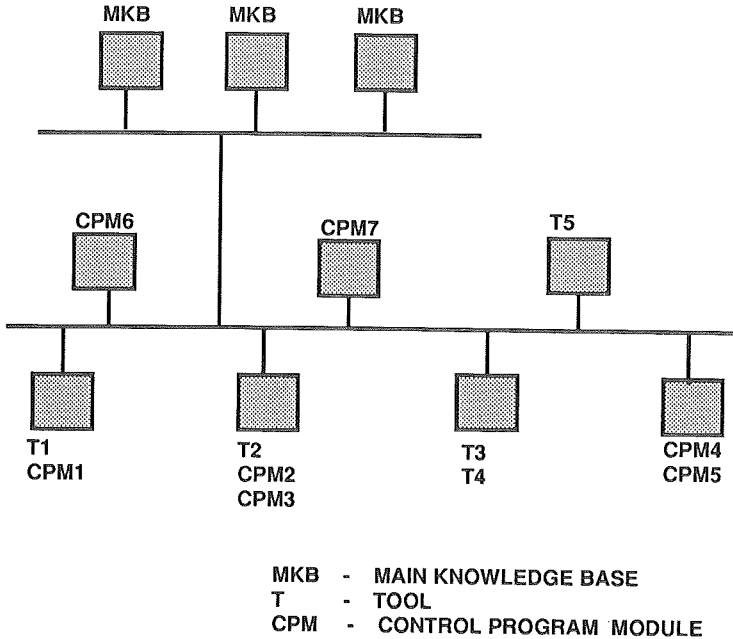 MKB MKB MKB
CPM6 CPM7 T5
T1 T2 T3 CPM4
CPM1 CPM2 T4 CPM5
CPM3
MKB - MAIN KNOWLEDGE BASE
T - TOOL
CPM - CONTROL PROGRAM MODULE